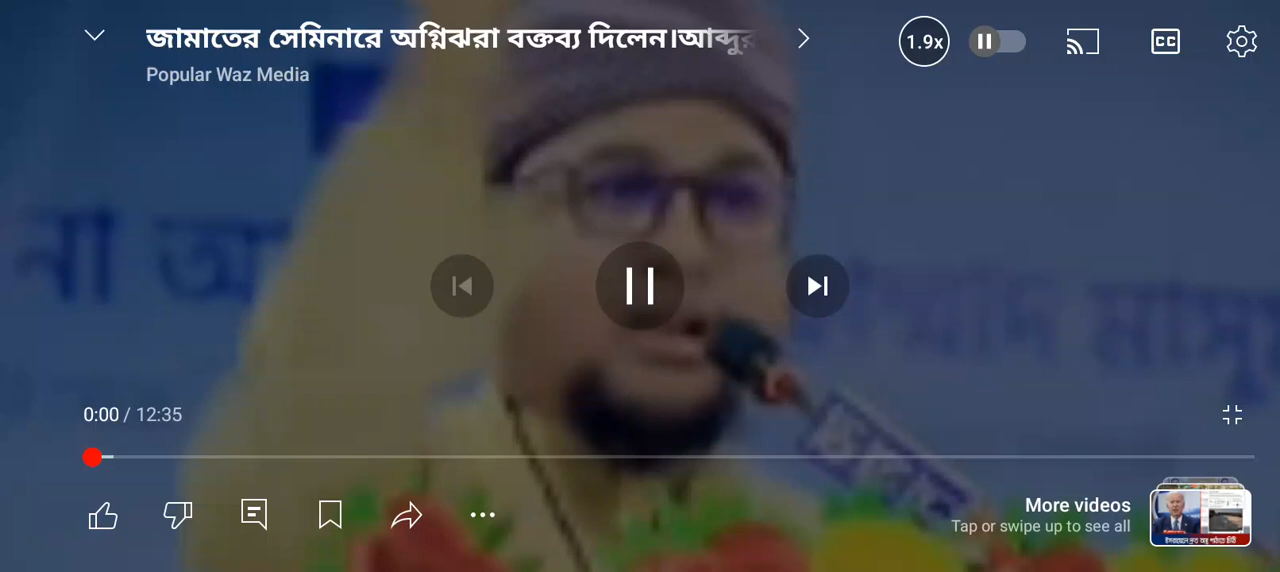 জামাতের সেমিনারে অগ্নিঝরা বক্তব্য দিলেন।আব্দুর
1.9x
CC
Popular Waz Media
না
মাসুম
0:00 / 12:35
More videos
Tap or swipe up to see all